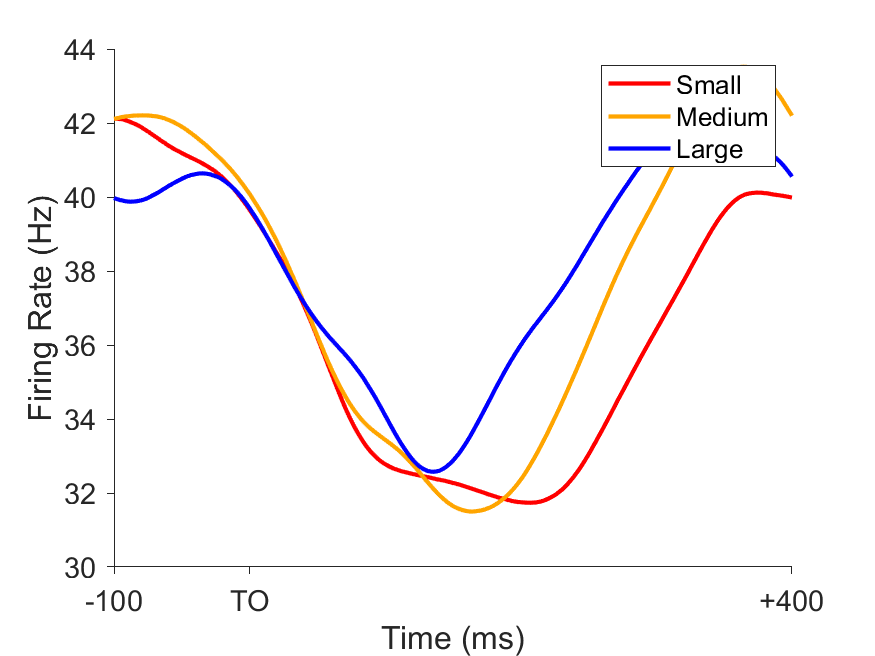 44
42
40
38
36
34
32
30
Firing Rate (Hz)
Small
Medium
Large
-100
TO
+400
Time (ms)